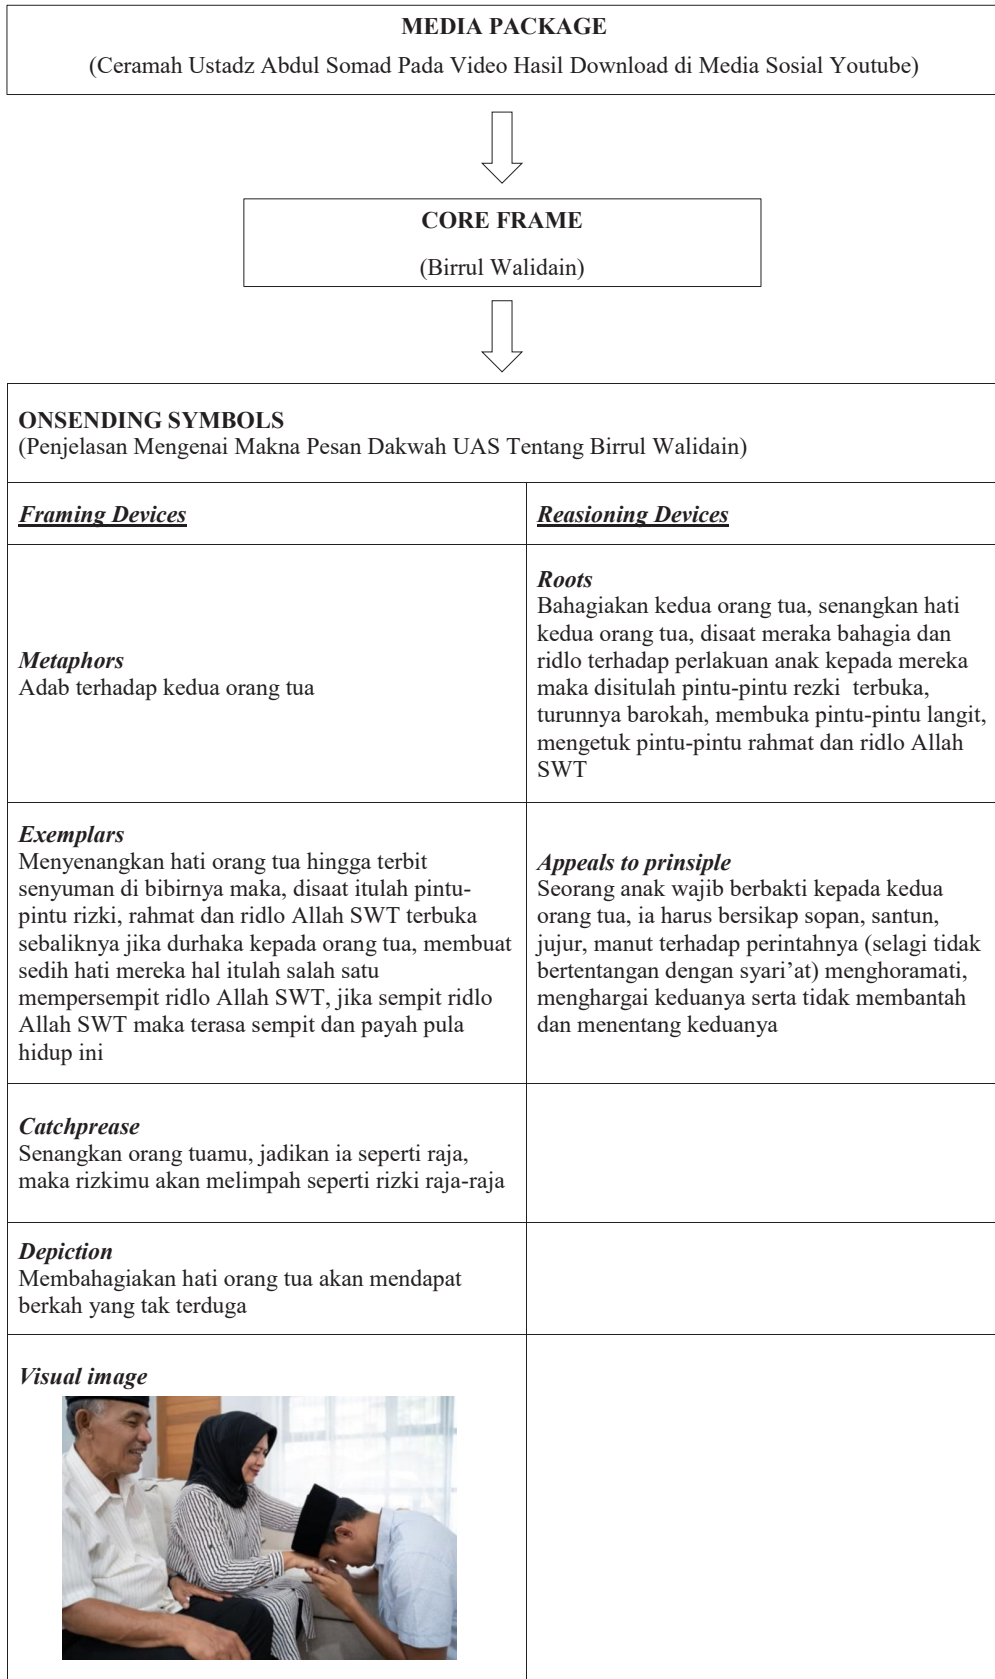 MEDIA PACKAGE
(Ceramah Ustadz Abdul Somad Pada Video Hasil Download di Media Sosial Youtube)
CORE FRAME
(Birrul Walidain)
ONSENDING SYMBOLS
(Penjelasan Mengenai Makna Pesan Dakwah UAS Tentang Birrul Walidain)
Framing Devices
Reasioning Devices
Metaphors
Adab terhadap kedua orang tua
Roots
Bahagiakan kedua orang tua, senangkan hati
kedua orang tua, disaat meraka bahagia dan
ridlo terhadap perlakuan anak kepada mereka
maka disitulah pintu-pintu rezki terbuka,
turunnya barokah, membuka pintu-pintu langit,
mengetuk pintu-pintu rahmat dan ridlo Allah
SWT
Exemplars
Menyenangkan hati orang tua hingga terbit
senyuman di bibirnya maka, disaat itulah pintu-
pintu rizki, rahmat dan ridlo Allah SWT terbuka
sebaliknya jika durhaka kepada orang tua, membuat
sedih hati mereka hal itulah salah satu
mempersempit ridlo Allah SWT, jika sempit ridlo
Allah SWT maka terasa sempit dan payah pula
hidup ini
Appeals to prinsiple
Seorang anak wajib berbakti kepada kedua
orang tua, ia harus bersikap sopan, santun,
jujur, manut terhadap perintahnya (selagi tidak
bertentangan dengan syari’at) menghoramati,
menghargai keduanya serta tidak membantah
dan menentang keduanya
Catchprease
Senangkan orang tuamu, jadikan ia seperti raja,
maka rizkimu akan melimpah seperti rizki raja-raja
Depiction
Membahagiakan hati orang tua akan mendapat
berkah yang tak terduga
Visual image